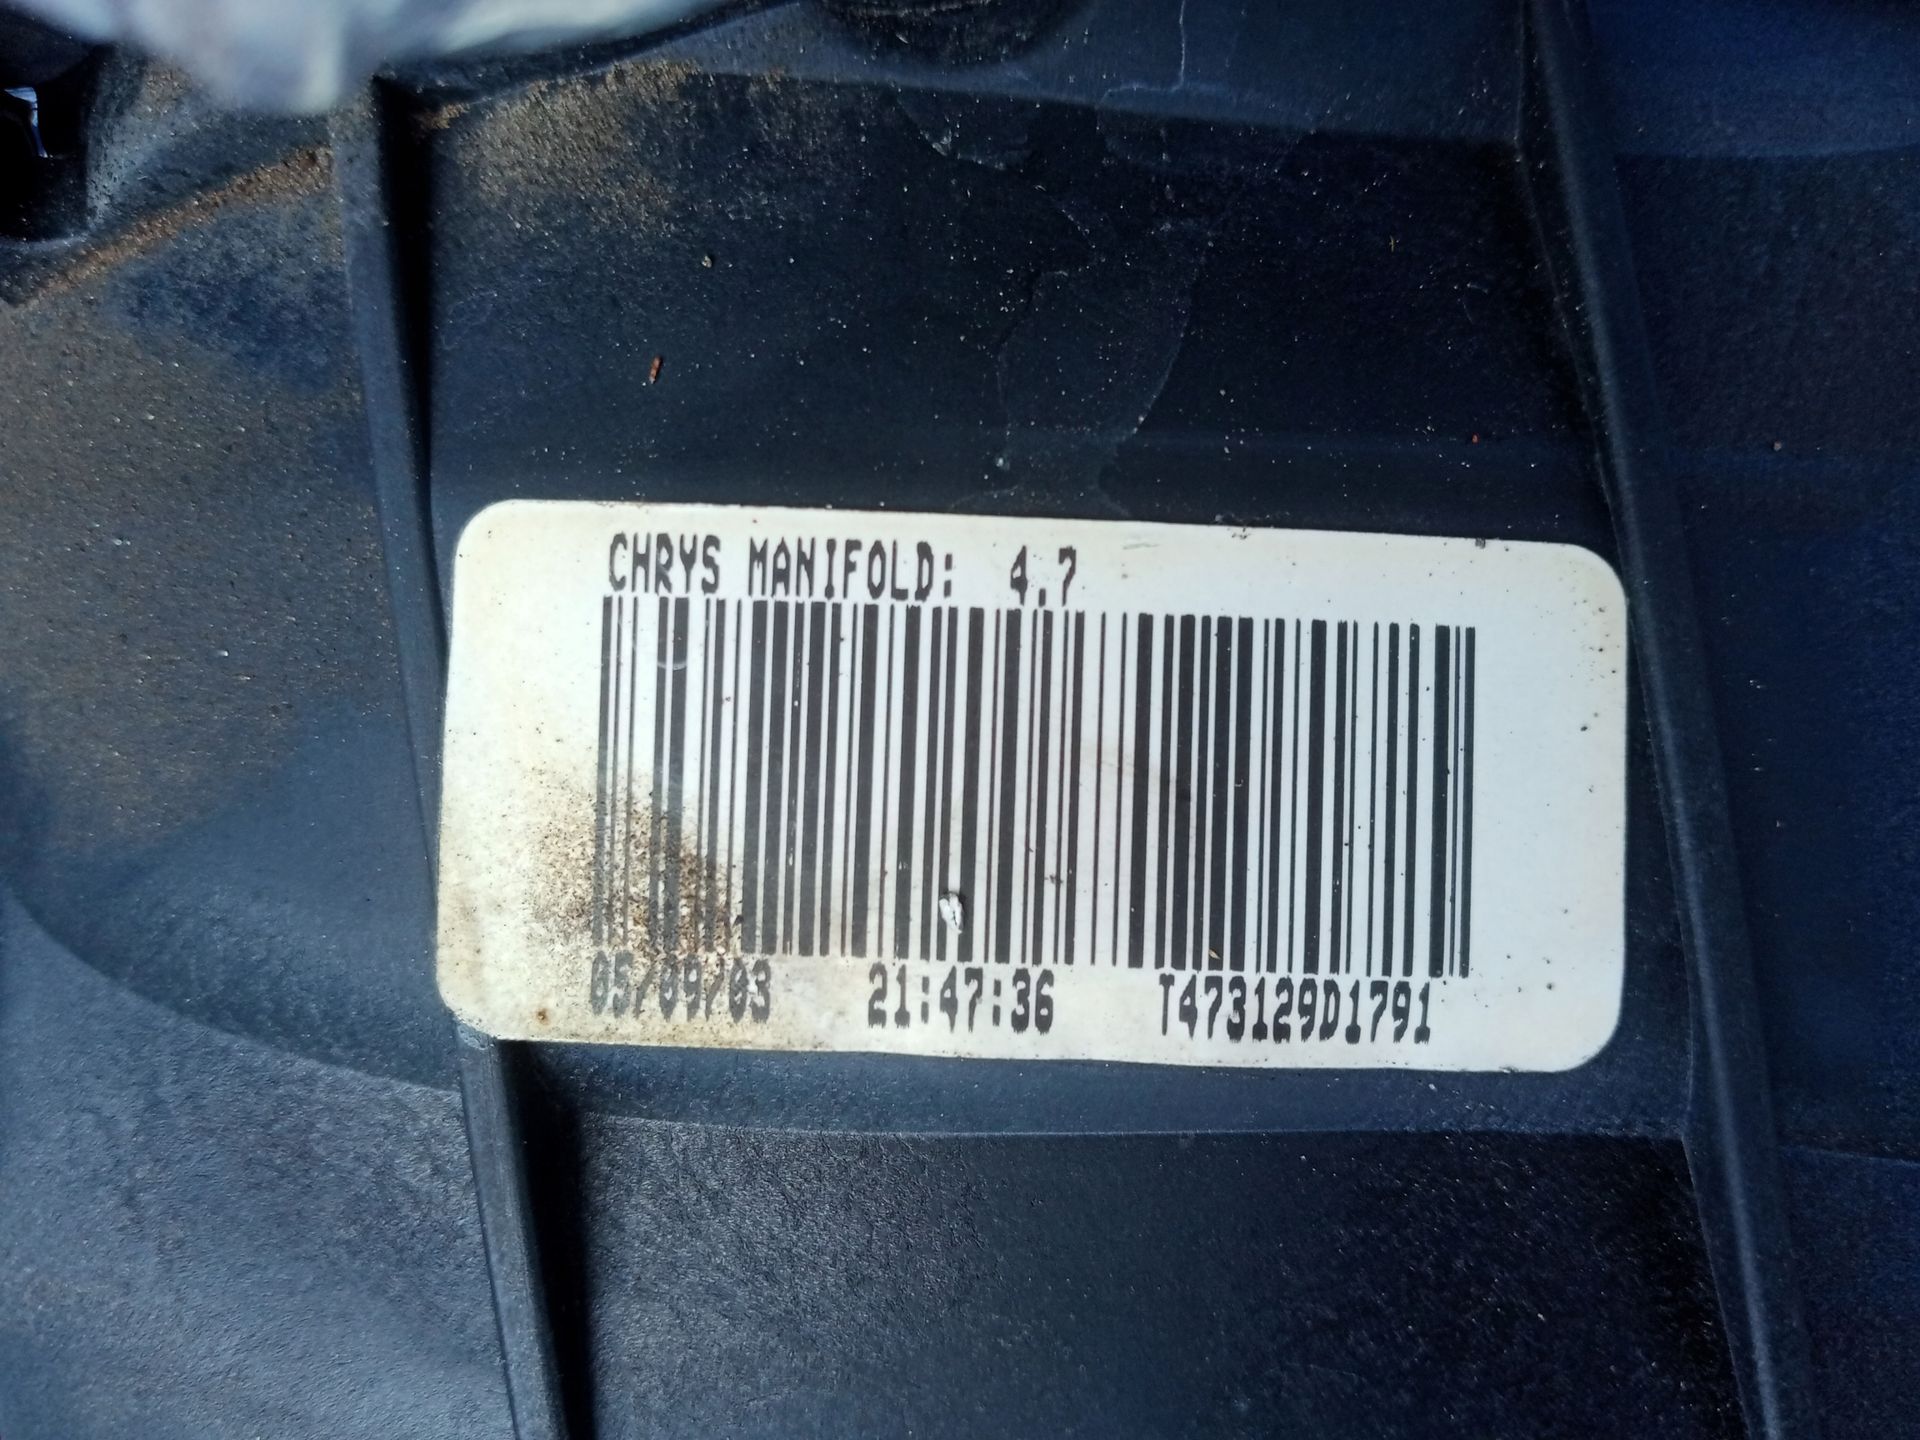 CHRYS MANIFOLD: 4.7
05/09/03 21:47:36 T473129D1791